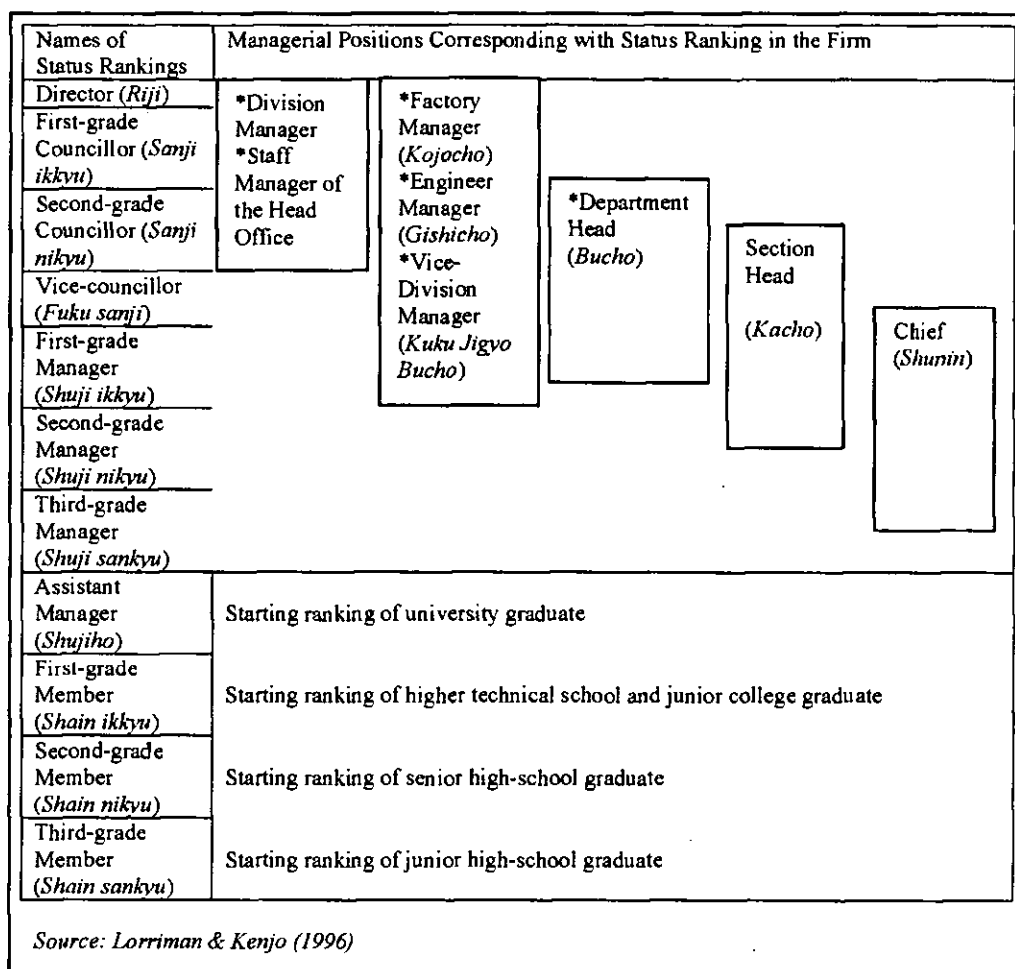 Names of
Status Rankings
Managerial Positions Corresponding with Status Ranking in the Firm
Director (Riji)
First-grade
Councillor (Sanji
ikkyu)
Second-grade
Councillor (Sanji
nikyu)
Vice-councillor
(Fuku sanji)
First-grade
Manager
(Shuji ikkyu)
Second-grade
Manager
(Shuji nikyu)
Third-grade
Manager
(Shuji sankyu)
*Division
Manager
*Staff
Manager of
the Head
Office
*Factory
Manager
(Kojocho)
*Engineer
Manager
(Gishicho)
*Vice-
Division
Manager
(Kuku Jigyo
Bucho)
*Department
Head
(Bucho)
Section
Head
(Kacho)
Chief
(Shunin)
Assistant
Manager
(Shujiho)
Starting ranking of university graduate
First-grade
Member
(Shain ikkyu)
Starting ranking of higher technical school and junior college graduate
Second-grade
Member
(Shain nikyu)
Starting ranking of senior high-school graduate
Third-grade
Member
(Shain sankyu)
Starting ranking of junior high-school graduate
Source: Lorriman & Kenjo (1996)